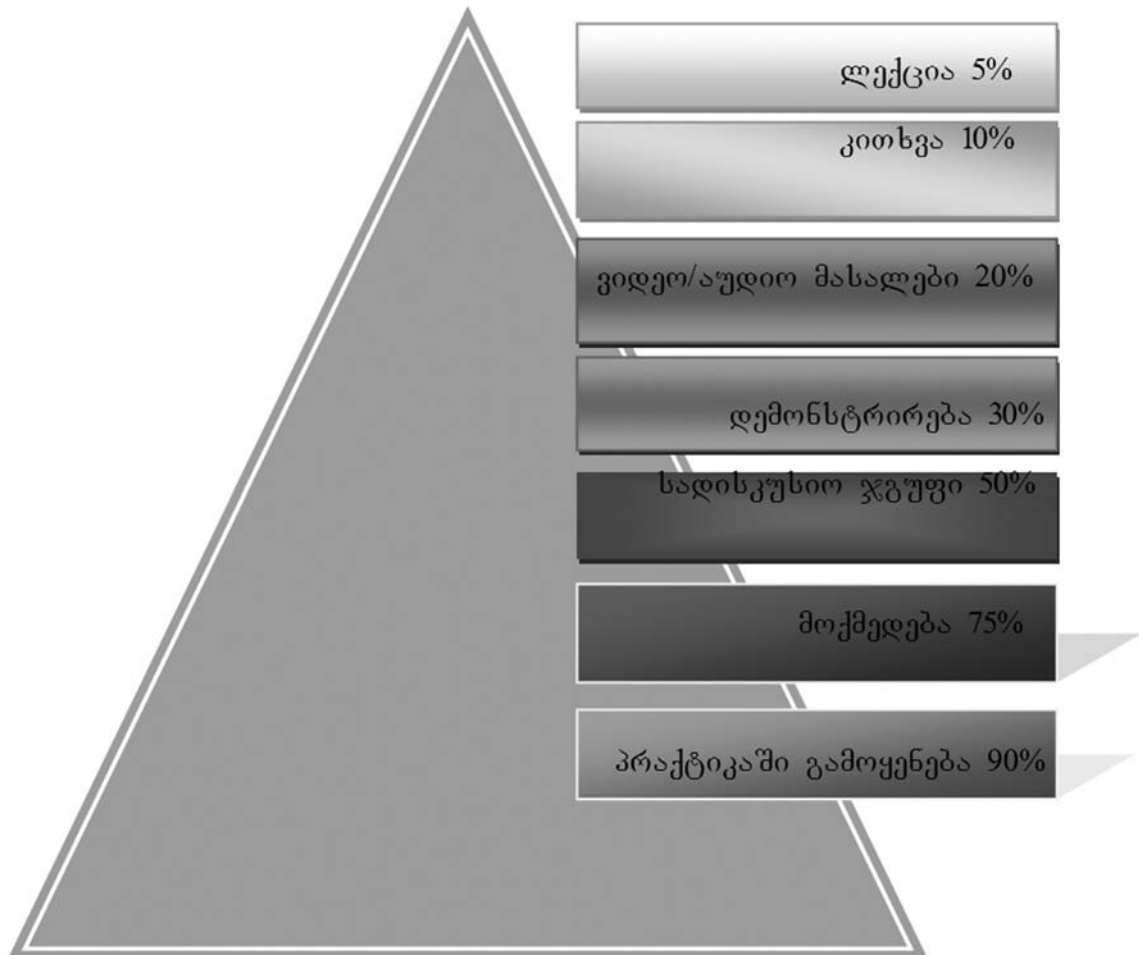 ლექცია 5%
კითხვა 10%
ვიდეო/აუდიო მასალები 20%
დემონსტრირება 30%
სადისკუსიო ჯგუფი 50%
მოქმედება 75%
პრაქტიკაში გამოყენება 90%